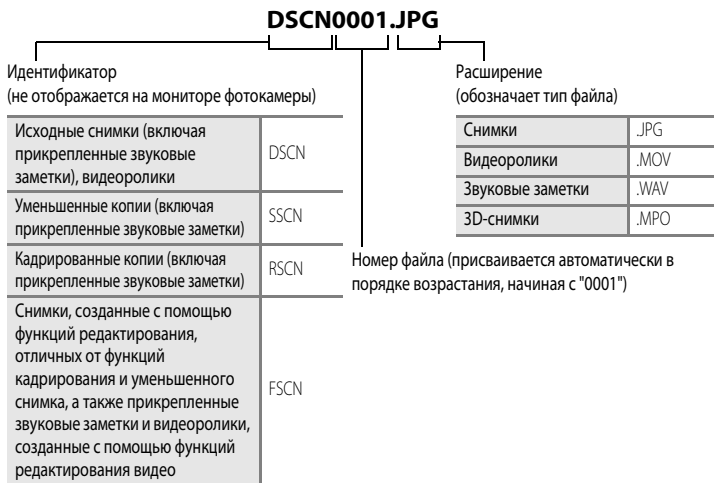 DSCN0001.JPG
Идентификатор
(не отображается на мониторе фотокамеры)
Исходные снимки (включая
прикрепленные звуковые
заметки), видеоролики
DSCN
Уменьшенные копии (включая
прикрепленные звуковые заметки)
SSCN
Кадрированные копии (включая
прикрепленные звуковые заметки)
RSCN
Снимки, созданные с помощью
функций редактирования,
отличных от функций
кадрирования и уменьшенного
снимка, а также прикрепленные
звуковые заметки и видеоролики,
созданные с помощью функций
редактирования видео
FSCN
Расширение
(обозначает тип файла)
Снимки .JPG
Видеоролики .MOV
Звуковые заметки .WAV
3D-снимки .MPO
Номер файла (присваивается автоматически в
порядке возрастания, начиная с "0001")